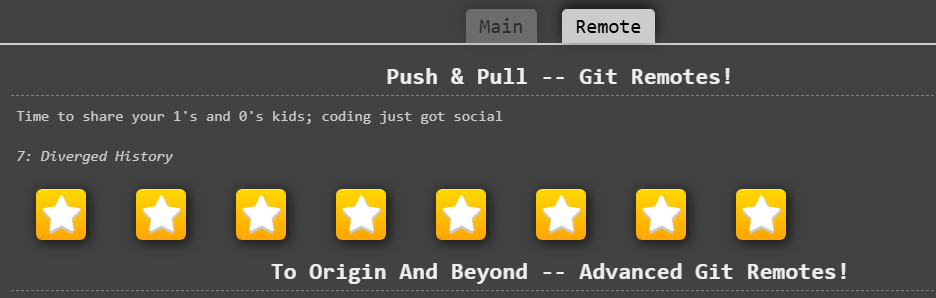 Main Remote
Push & Pull -- Git Remotes!
Time to share your 1's and 0's kids; coding just got social
7: Diverged History
To Origin And Beyond -- Advanced Git Remotes!